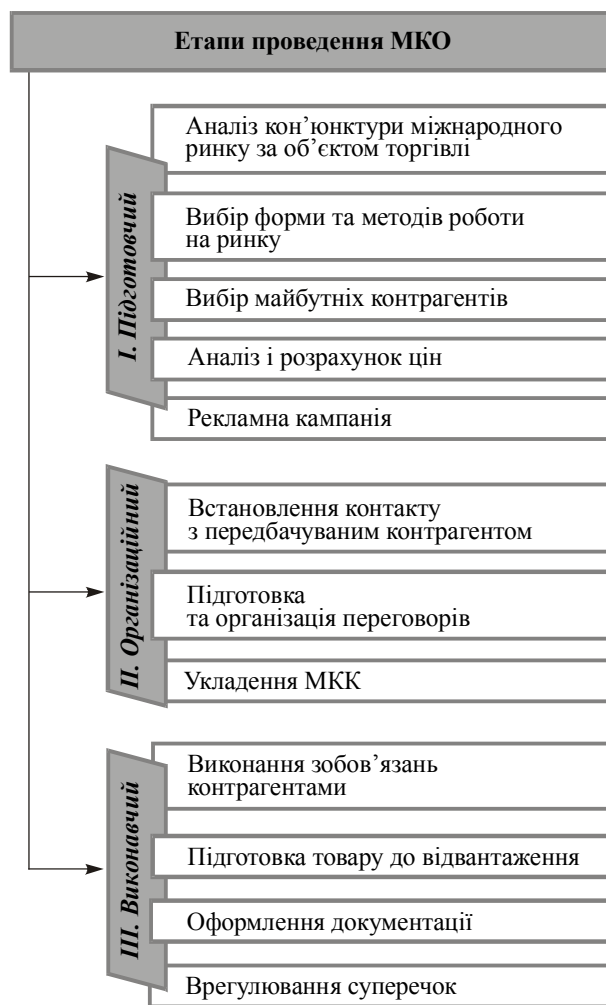 Етапи проведення МКО
І. Підготовчий
Аналіз кон’юнктури міжнародного
ринку за об’єктом торгівлі
Вибір форми та методів роботи
на ринку
Вибір майбутніх контрагентів
Аналіз і розрахунок цін
Рекламна кампанія
ІІ. Організаційний
Встановлення контакту
з передбачуваним контрагентом
Підготовка
та організація переговорів
Укладення МКК
ІІІ. Виконавчий
Виконання зобов’язань
контрагентами
Підготовка товару до відвантаження
Оформлення документації
Врегулювання суперечок